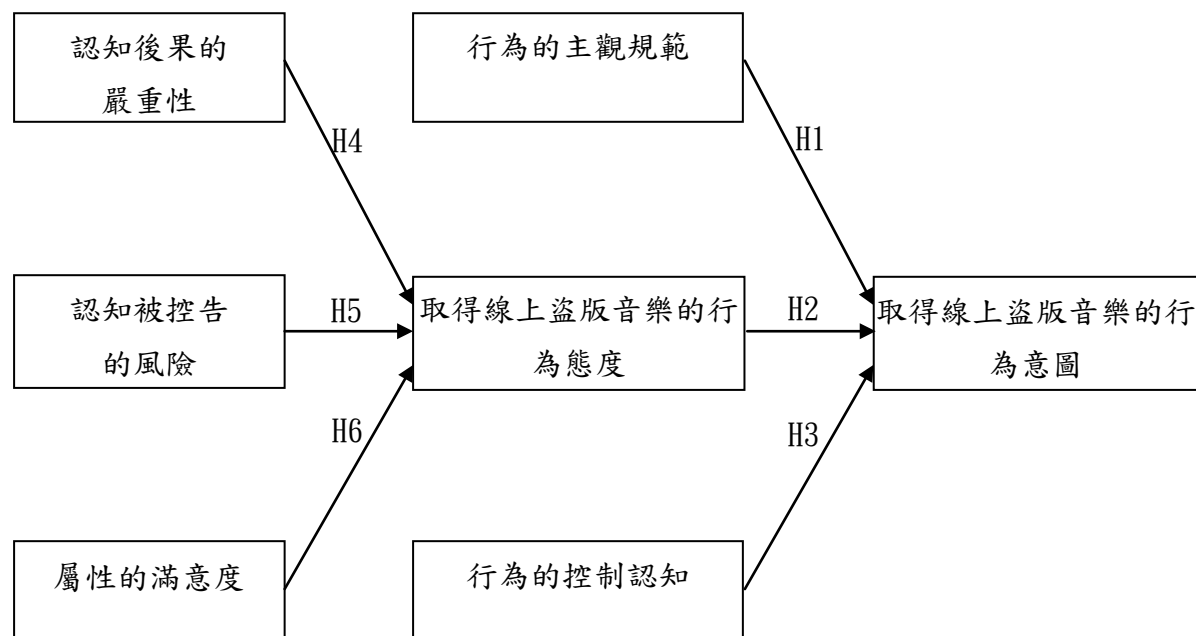 認知後果的
嚴重性
行為的主觀規範
H4
H1
認知被控告
的風險
H5
取得線上盜版音樂的行
為態度
H2
取得線上盜版音樂的行
為意圖
H6
H3
屬性的滿意度
行為的控制認知